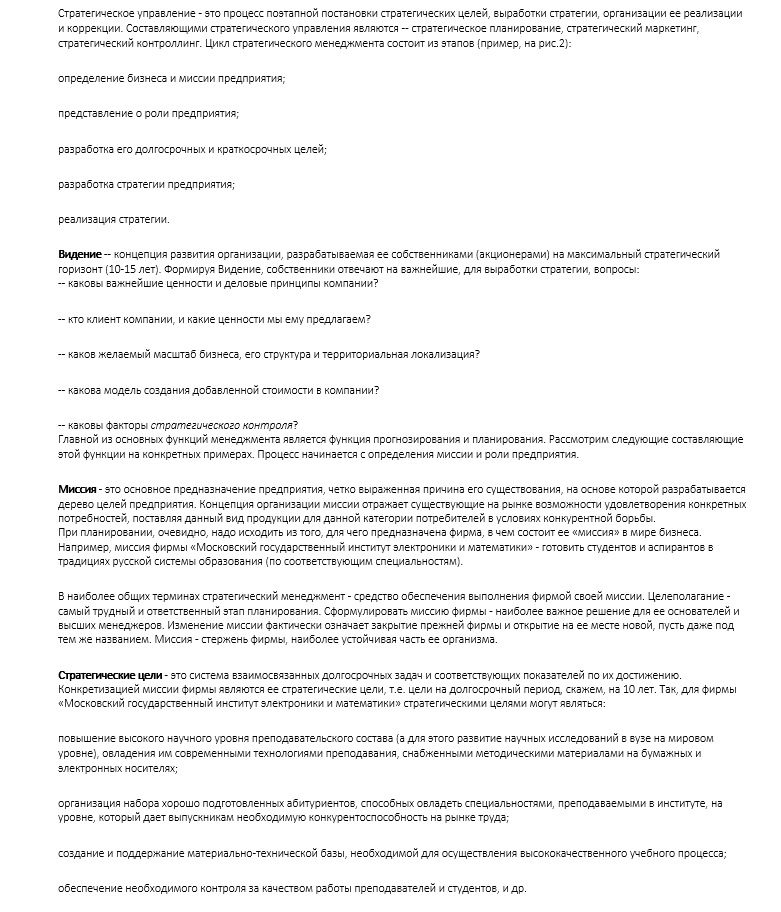 Стратегическое управление - это процесс поэтапной постановки стратегических целей, выработки стратегии, организации ее реализации
и коррекции. Составляющими стратегического управления являются -- стратегическое планирование, стратегический маркетинг,
стратегический контроллинг. Цикл стратегического менеджмента состоит из этапов (пример, на рис.2):
определение бизнеса и миссии предприятия;
представление о роли предприятия;
разработка его долгосрочных и краткосрочных целей;
разработка стратегии предприятия;
реализация стратегии.
Видение -- концепция развития организации, разрабатываемая ее собственниками (акционерами) на максимальный стратегический
горизонт (10-15 лет). Формируя Видение, собственники отвечают на важнейшие, для выработки стратегии, вопросы:
-- каковы важнейшие ценности и деловые принципы компании?
-- кто клиент компании, и какие ценности мы ему предлагаем?
-- каков желаемый масштаб бизнеса, его структура и территориальная локализация?
-- какова модель создания добавленной стоимости в компании?
-- каковы факторы стратегического контроля?
Главной из основных функций менеджмента является функция прогнозирования и планирования. Рассмотрим следующие составляющие
этой функции на конкретных примерах. Процесс начинается с определения миссии и роли предприятия.
Миссия - это основное предназначение предприятия, четко выраженная причина его существования, на основе которой разрабатывается
дерево целей предприятия. Концепция организации миссии отражает существующие на рынке возможности удовлетворения конкретных
потребностей, поставляя данный вид продукции для данной категории потребителей в условиях конкурентной борьбы.
При планировании, очевидно, надо исходить из того, для чего предназначена фирма, в чем состоит ее «миссия» в мире бизнеса.
Например, миссия фирмы «Московский государственный институт электроники и математики» - готовить студентов и аспирантов в
традициях русской системы образования (по соответствующим специальностям).
В наиболее общих терминах стратегический менеджмент - средство обеспечения выполнения фирмой своей миссии. Целеполагание -
самый трудный и ответственный этап планирования. Сформулировать миссию фирмы - наиболее важное решение для ее основателей и
высших менеджеров. Изменение миссии фактически означает закрытие прежней фирмы и открытие на ее месте новой, пусть даже под
тем же названием. Миссия - стержень фирмы, наиболее устойчивая часть ее организма.
Стратегические цели - это система взаимосвязанных долгосрочных задач и соответствующих показателей по их достижению.
Конкретизацией миссии фирмы являются ее стратегические цели, т.е. цели на долгосрочный период, скажем, на 10 лет. Так, для фирмы
«Московский государственный институт электроники и математики» стратегическими целями могут являться:
повышение высокого научного уровня преподавательского состава (а для этого развитие научных исследований в вузе на мировом
уровне), овладения им современными технологиями преподавания, снабженными методическими материалами на бумажных и
электронных носителях;
организация набора хорошо подготовленных абитуриентов, способных овладеть специальностями, преподаваемыми в институте, на
уровне, который дает выпускникам необходимую конкурентоспособность на рынке труда;
создание и поддержание материально-технической базы, необходимой для осуществления высококачественного учебного процесса;
обеспечение необходимого контроля за качеством работы преподавателей и студентов, и др.